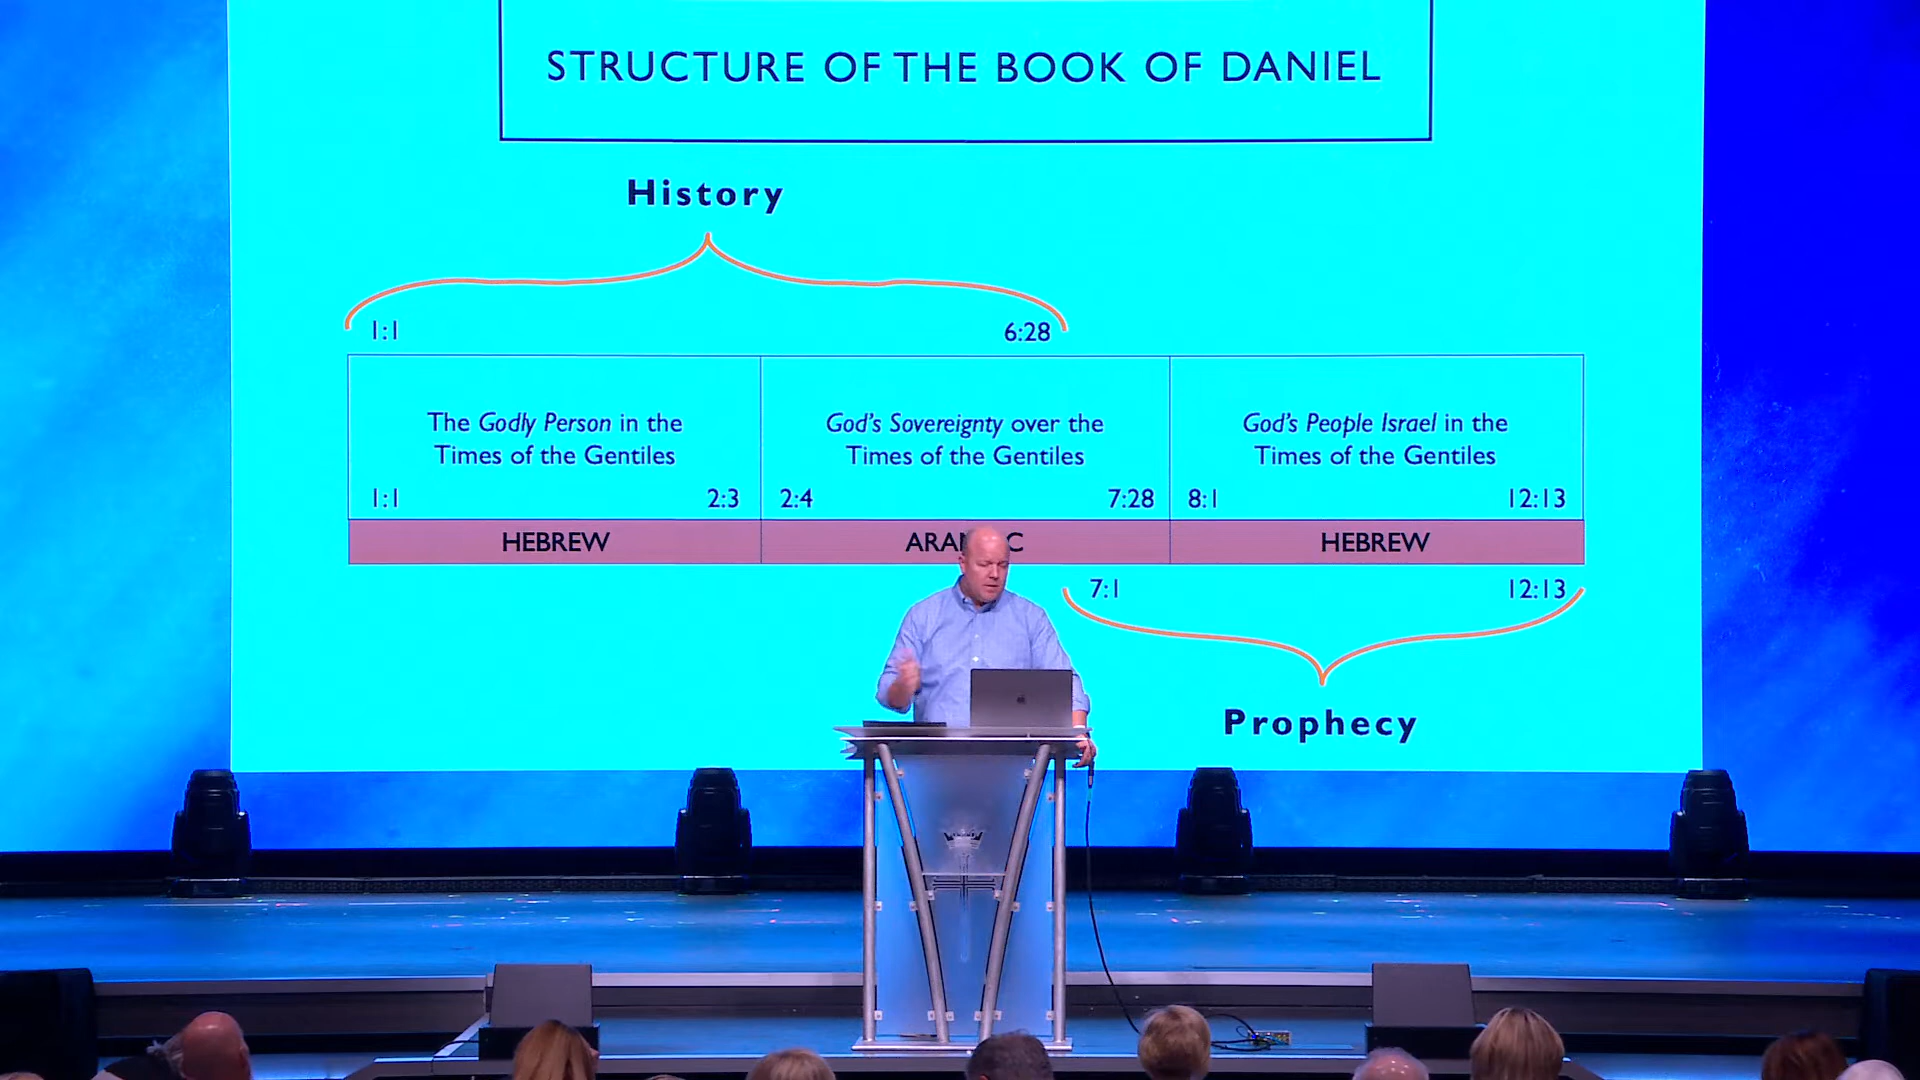 STRUCTURE OF THE BOOK OF DANIEL
History
1:1 6:28
The Godly Person in the
Times of the Gentiles
1:1 2:3
HEBREW
God's Sovereignty over the
Times of the Gentiles
2:4 7:28
God's People Israel in the
Times of the Gentiles
8:1 12:13
HEBREW
7:1 12:13
Prophecy